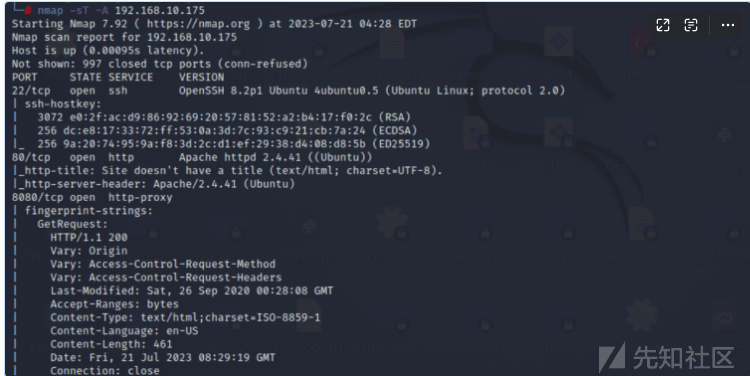 └─# nmap -sT -A 192.168.10.175
Starting Nmap 7.92 ( https://nmap.org ) at 2023-07-21 04:28 EDT
Nmap scan report for 192.168.10.175
Host is up (0.00095s latency).
Not shown: 997 closed tcp ports (conn-refused)
PORT     STATE SERVICE    VERSION
22/tcp   open  ssh        OpenSSH 8.2p1 Ubuntu 4ubuntu0.5 (Ubuntu Linux; protocol 2.0)
| ssh-hostkey:
|   3072 e0:2f:ac:d9:86:92:69:20:57:81:52:a2:b4:17:f0:2c (RSA)
|   256 dc:e8:17:33:72:ff:53:0a:3d:7c:93:c9:21:cb:7a:24 (ECDSA)
|_  256 9a:20:74:95:9a:f8:3d:2c:d1:ef:29:38:d4:08:d8:5b (ED25519)
80/tcp   open  http       Apache httpd 2.4.41 ((Ubuntu))
|_http-title: Site doesn't have a title (text/html; charset=UTF-8).
|_http-server-header: Apache/2.4.41 (Ubuntu)
8080/tcp open  http-proxy
| fingerprint-strings:
|   GetRequest:
|     HTTP/1.1 200
|     Vary: Origin
|     Vary: Access-Control-Request-Method
|     Vary: Access-Control-Request-Headers
|     Last-Modified: Sat, 26 Sep 2020 00:28:08 GMT
|     Accept-Ranges: bytes
|     Content-Type: text/html;charset=ISO-8859-1
|     Content-Language: en-US
|     Content-Length: 461
|     Date: Fri, 21 Jul 2023 08:29:19 GMT
|     Connection: close
先知社区